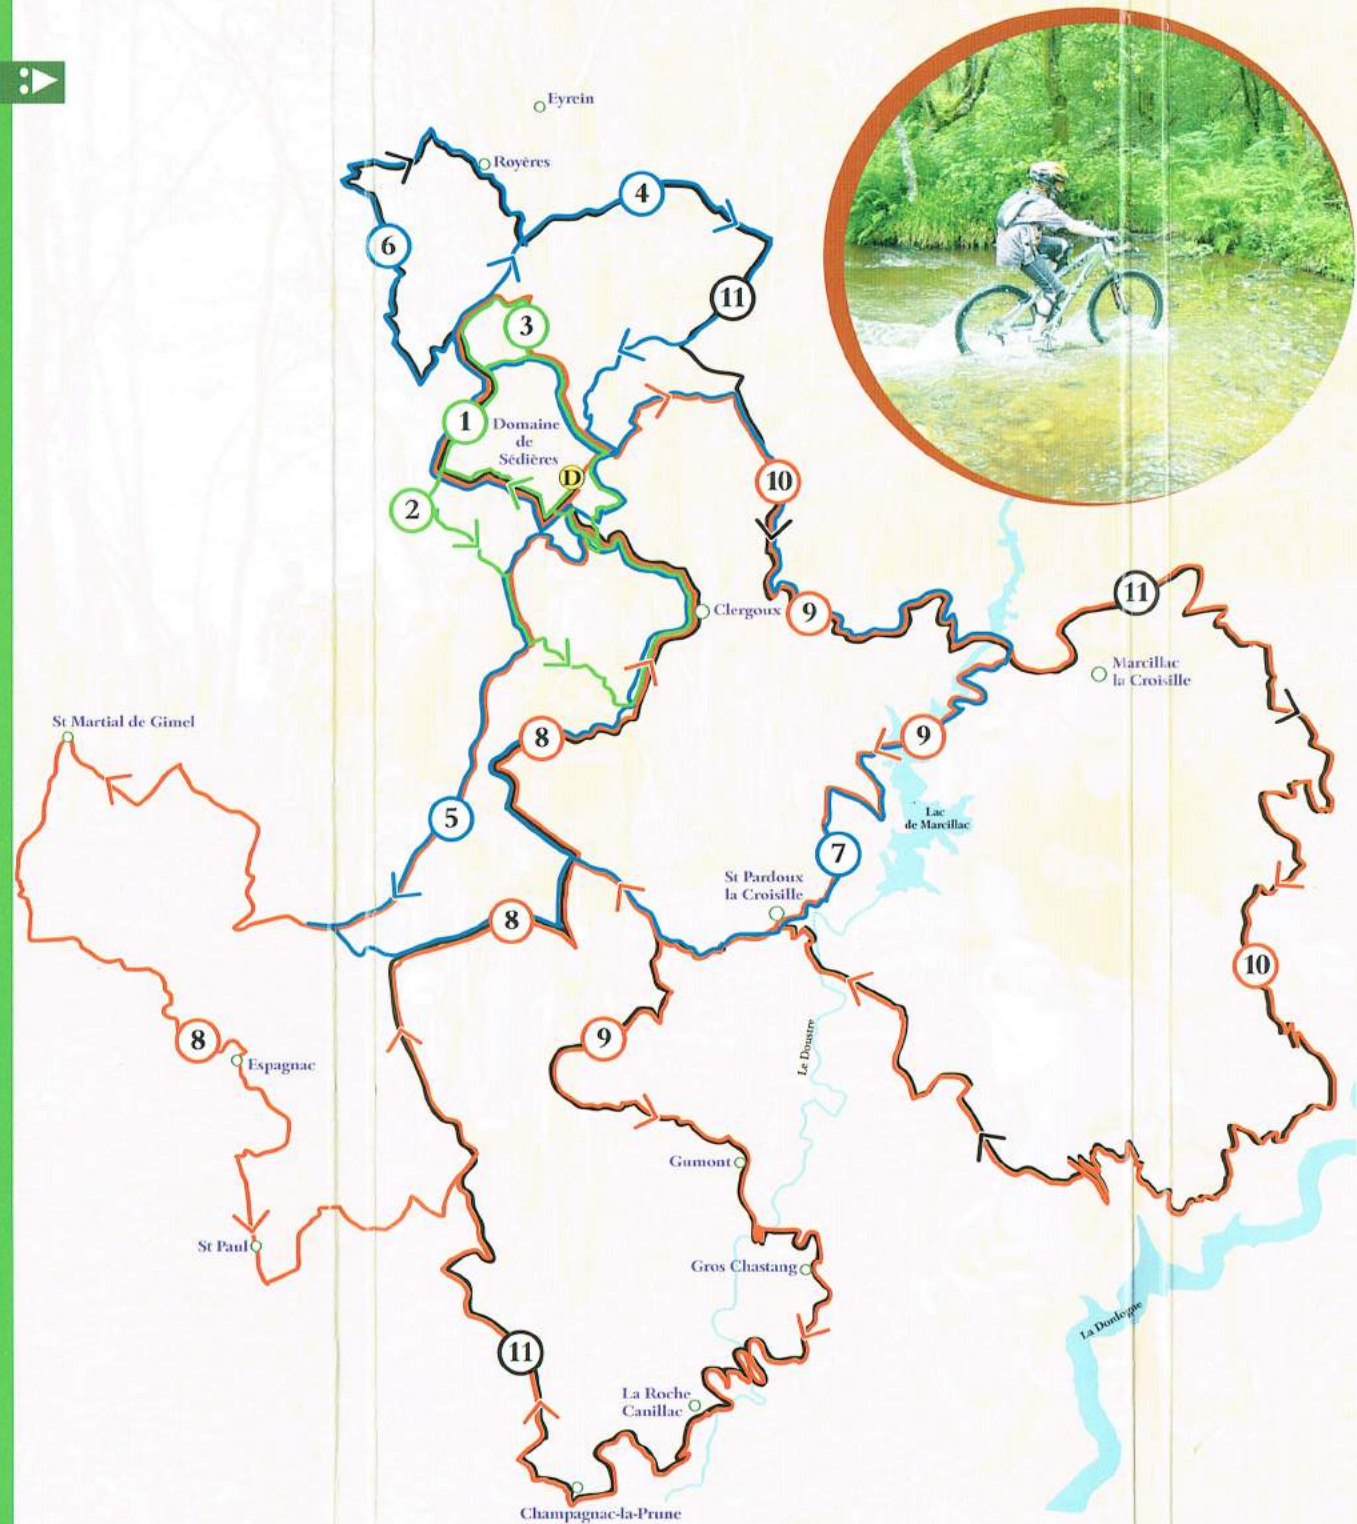 Eyrein
Royères
4
6
11
3
1
Domaine
de
Sédières
D
10
2
11
Clergoux
9
Marcillac
la Croisille
St Martial de Gimel
8
9
5
Lac
de Marcillac
7
St Pardoux
la Croisille
8
10
8
9
Le Doustre
Espagnac
Gumont
St Paul
Gros Chastang
La Dordogne
11
La Roche
Canillac
Champagnac-la-Prune